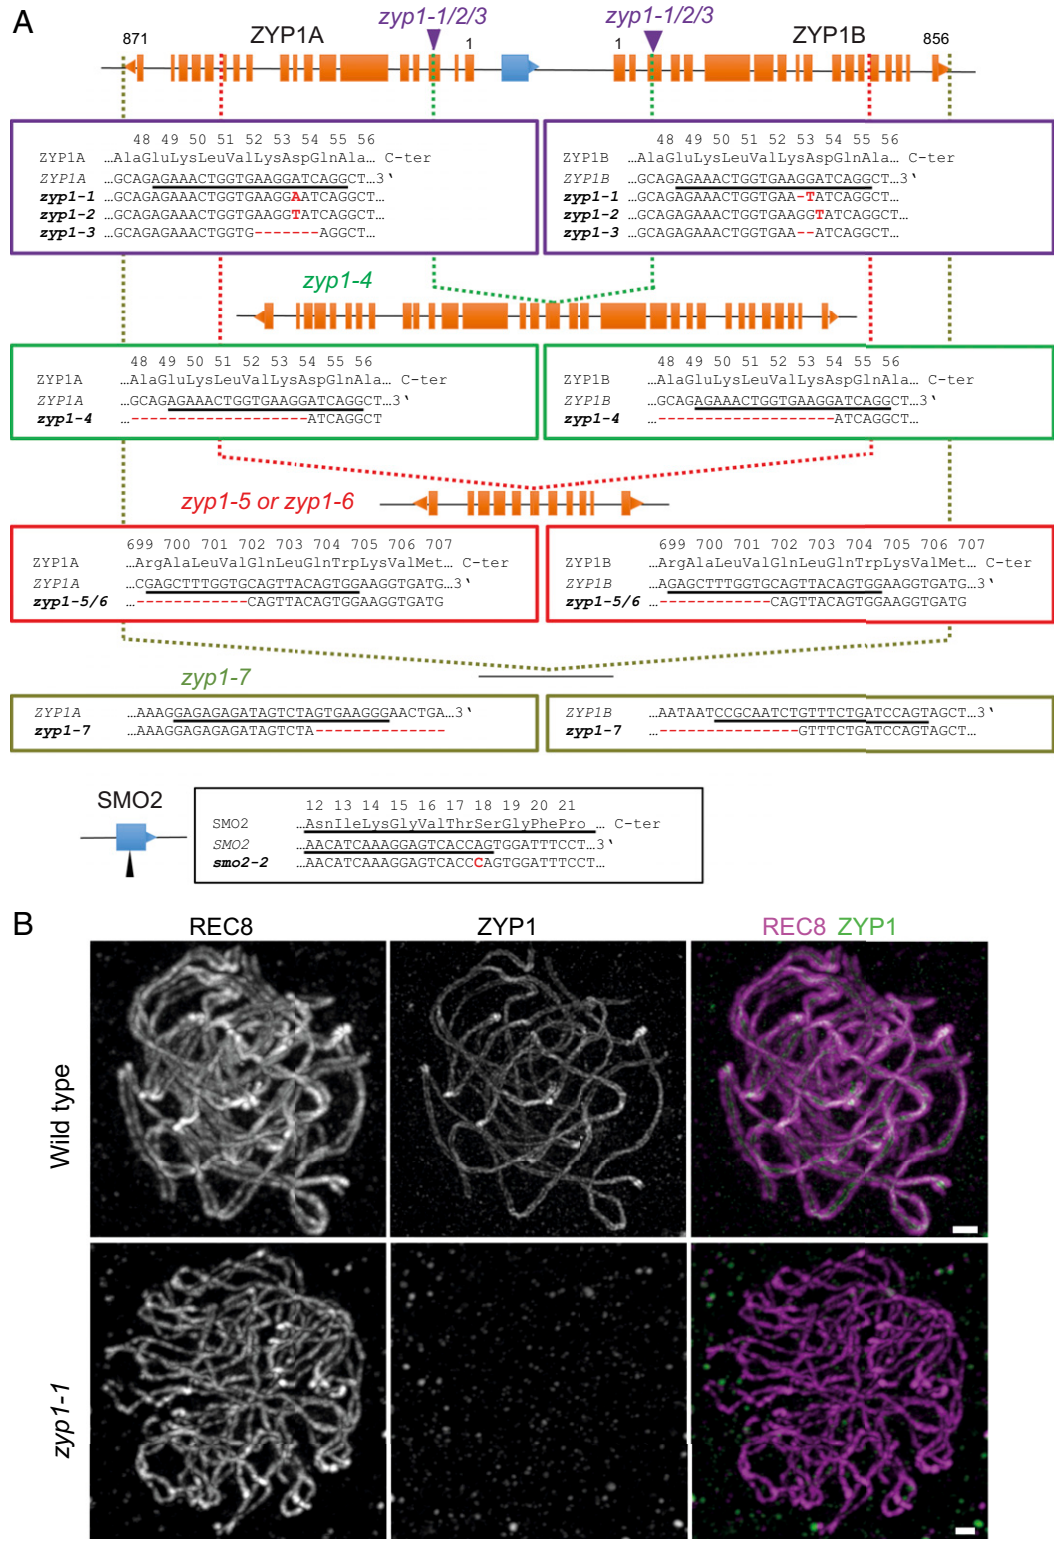 A
zyp1-1/2/3 zyp1-1/2/3
871 ZYP1A 1 1 ZYP1B 856
48 49 50 51 52 53 54 55 56
ZYP1A …AlaGluLysLeuValLysAspGlnAla… C-ter
ZYP1A …GCAGAGAAACTGGTGAAGGATCAGGCT…3‘
zyp1-1 …GCAGAGAAACTGGTGAAGGAATCAGGCT…
zyp1-2 …GCAGAGAAACTGGTGAAGGTATCAGGCT…
zyp1-3 …GCAGAGAAACTGGTG-------AGGCT…
48 49 50 51 52 53 54 55 56
ZYP1B …AlaGluLysLeuValLysAspGlnAla… C-ter
ZYP1B …GCAGAGAAACTGGTGAAGGATCAGGCT…3‘
zyp1-1 …GCAGAGAAACTGGTGAA-TATCAGGCT…
zyp1-2 …GCAGAGAAACTGGTGAAGGTATCAGGCT…
zyp1-3 …GCAGAGAAACTGGTGAA--ATCAGGCT…
zyp1-4
48 49 50 51 52 53 54 55 56
ZYP1A …AlaGluLysLeuValLysAspGlnAla… C-ter
ZYP1A …GCAGAGAAACTGGTGAAGGATCAGGCT…3‘
zyp1-4 …-------------------ATCAGGCT
48 49 50 51 52 53 54 55 56
ZYP1B …AlaGluLysLeuValLysAspGlnAla… C-ter
ZYP1B …GCAGAGAAACTGGTGAAGGATCAGGCT…3‘
zyp1-4 …-------------------ATCAGGCT…
zyp1-5 or zyp1-6
699 700 701 702 703 704 705 706 707
ZYP1A …ArgAlaLeuValGlnLeuGlnTrpLysValMet… C-ter
ZYP1A …CGAGCTTTGGTGCAGTTACAGTGGAAGGTGATG…3‘
zyp1-5/6 …------------CAGTTACAGTGGAAGGTGATG
699 700 701 702 703 704 705 706 707
ZYP1B …ArgAlaLeuValGlnLeuGlnTrpLysValMet… C-ter
ZYP1B …AGAGCTTTGGTGCAGTTACAGTGGAAGGTGATG…3‘
zyp1-5/6 …------------CAGTTACAGTGGAAGGTGATG
zyp1-7
ZYP1A …AAAGGAGAGAGATAGTCTAGTGAAGGGAACTGA…3‘
zyp1-7 …AAAGGAGAGAGATAGTCTA--------------
ZYP1B …AATAATCCGCAATCTGTTTCTGATCCAGTAGCT…3‘
zyp1-7 …---------------GTTTCTGATCCAGTAGCT…
SMO2
12 13 14 15 16 17 18 19 20 21
SMO2 …AsnIleLysGlyValThrSerGlyPhePro … C-ter
SMO2 …AACATCAAAGGAGTCACCAGTGGATTTCCT…3‘
smo2-2 …AACATCAAAGGAGTCACCCAGTGGATTTCCT…
B
REC8 ZYP1 REC8 ZYP1
Wild type
zyp1-1